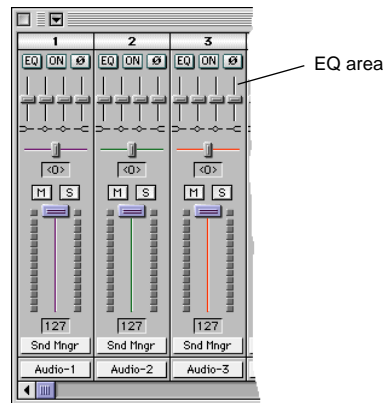 1 2 3
EQ ON ø EQ ON ø EQ ON ø
EQ area
<0> <0> <0>
M S M S M S
127 127 127
Snd Mngr Snd Mngr Snd Mngr
Audio-1 Audio-2 Audio-3